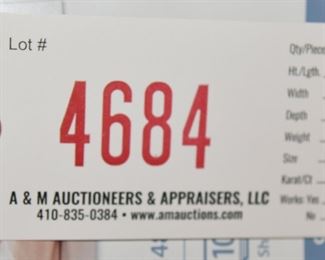 Lot #
4684
A & M AUCTIONEERS & APPRAISERS, LLC
410-835-0384 • www.amauctions.com
Qty/Piece
Ht./Lgth.
Width
Depth
Weight
Size
Karat/Ct
Works: Yes
No